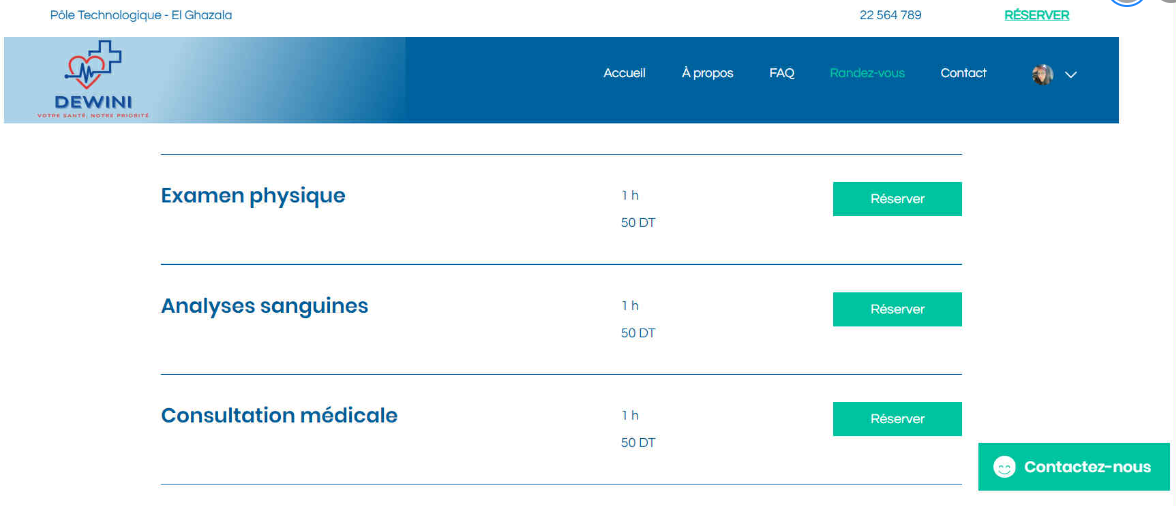 Pôle Technologique - El Ghazala
22 564 789
RÉSERVER
DEWINI
VOTRE SANTÉ, NOTRE PRIORITÉ
Accueil
À propos
FAQ
Randez-vous
Contact
Examen physique
1 h
50 DT
Réserver
Analyses sanguines
1 h
50 DT
Réserver
Consultation médicale
1 h
50 DT
Réserver
Contactez-nous